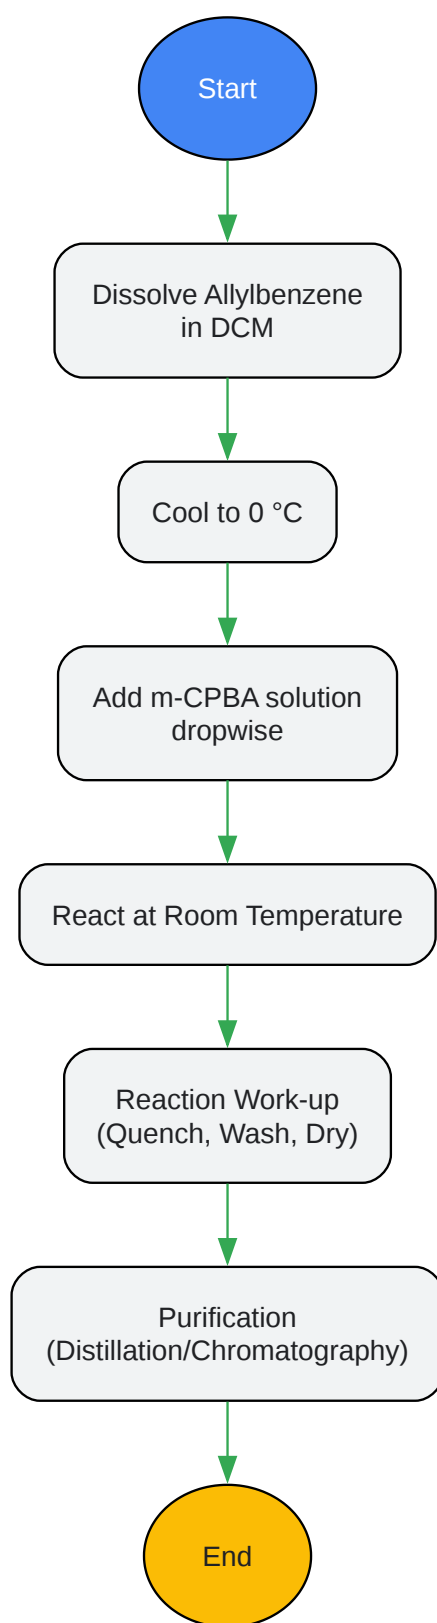 Start
Dissolve Allylbenzene
in DCM
Cool to 0 °C
Add m-CPBA solution
dropwise
React at Room Temperature
Reaction Work-up
(Quench, Wash, Dry)
Purification
(Distillation/Chromatography)
End